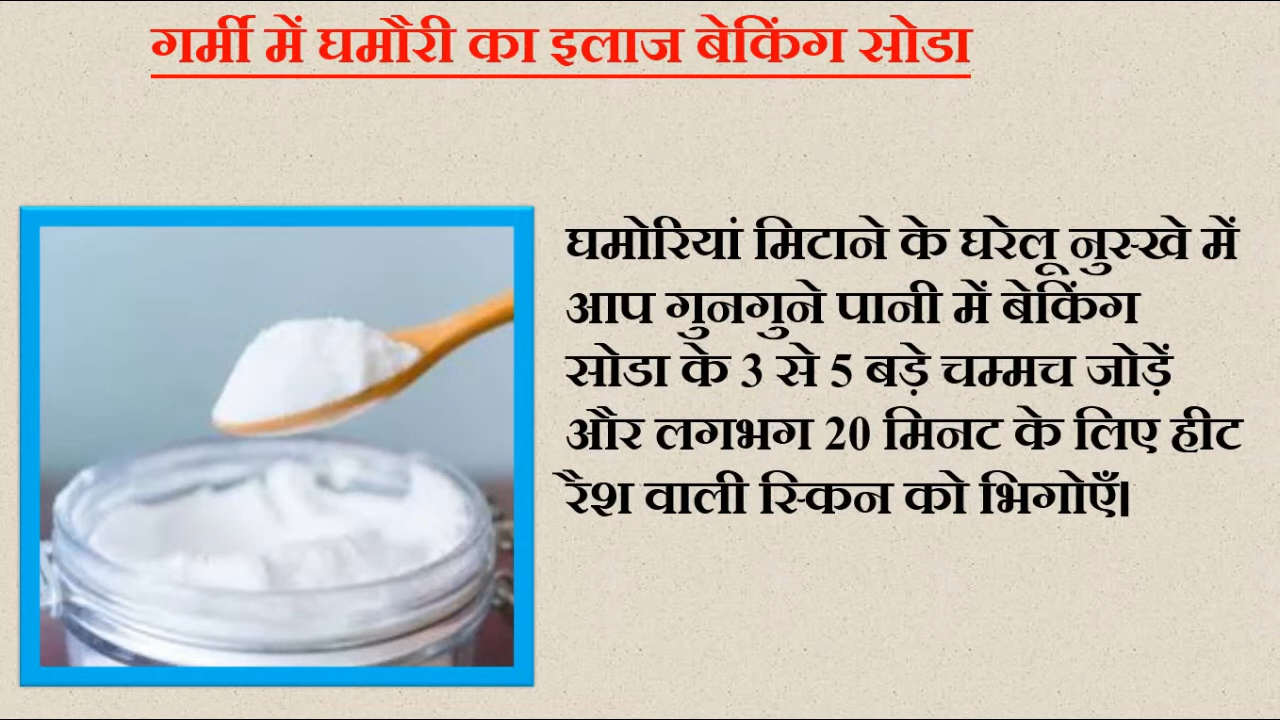 गर्मी में घमौरी का इलाज बेकिंग सोडा
घमोरियां मिटाने के घरेलू नुस्खे में
आप गुनगुने पानी में बेकिंग
सोडा के 3 से 5 बड़े चम्मच जोड़ें
और लगभग 20 मिनट के लिए हीट
रैश वाली स्किन को भिगोएँ।